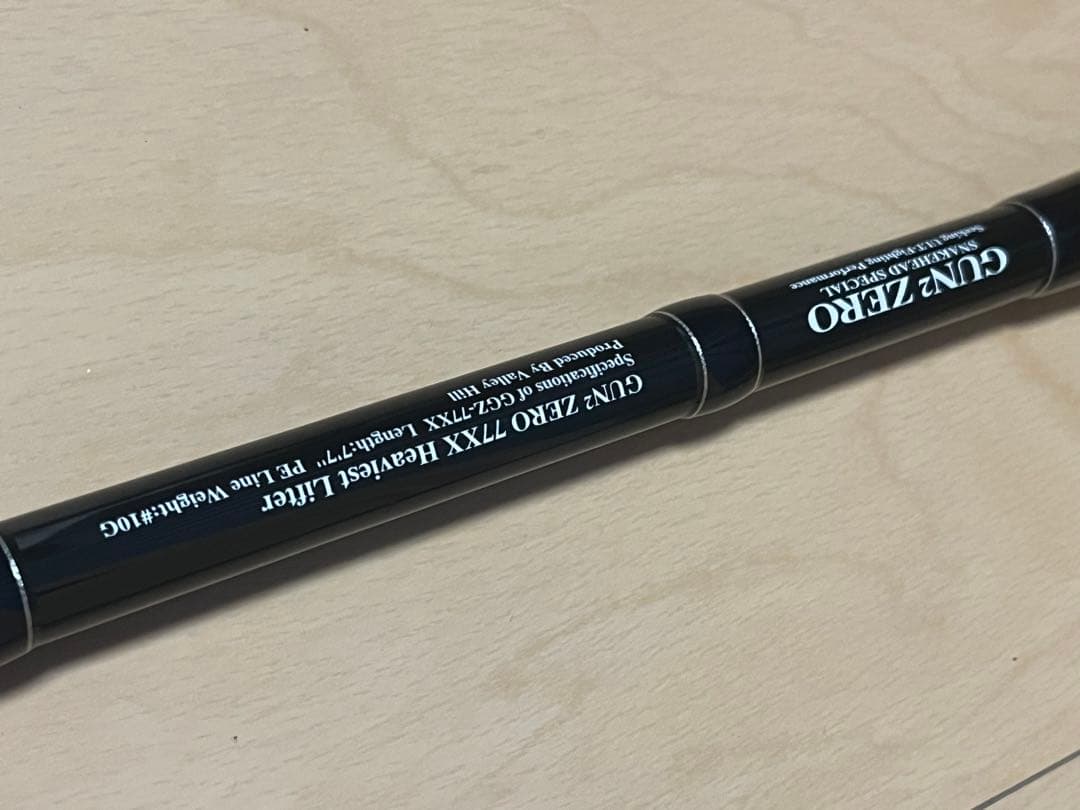 GUN² ZERO
SNAKEHEAD SPECIAL
Seeking ULT-Fighting Performance
GUN² ZERO 77XX Heaviest Lifter
Specifications of GGZ-77XX Length:7'7" PE Line Weight:#10G
Produced By Valley Hill